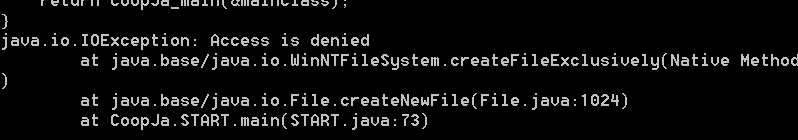 return CoopJa_main(&mainClass);
}
java.io.IOException: Access is denied
at java.base/java.io.WinNTFileSystem.createFileExclusively(Native Method
)
at java.base/java.io.File.createNewFile(File.java:1024)
at CoopJa.START.main(START.java:73)